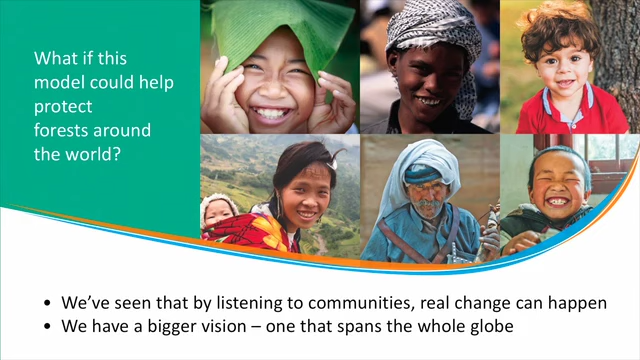 What if this
model could help
protect
forests around
the world?
• We’ve seen that by listening to communities, real change can happen
• We have a bigger vision – one that spans the whole globe